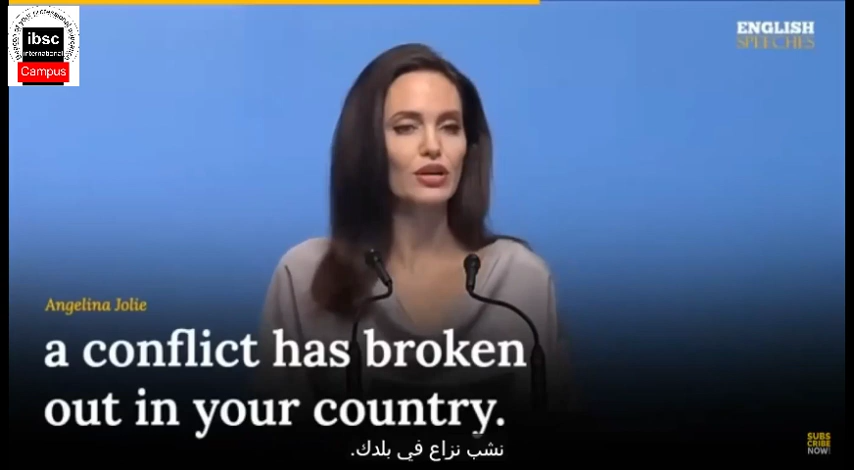 ibsc
international
Campus
ENGLISH
SPEECHES
Angelina Jolie
a conflict has broken
out in your country.
نشب نزاع في بلدك.
SUBS
CRIBE
NOW!